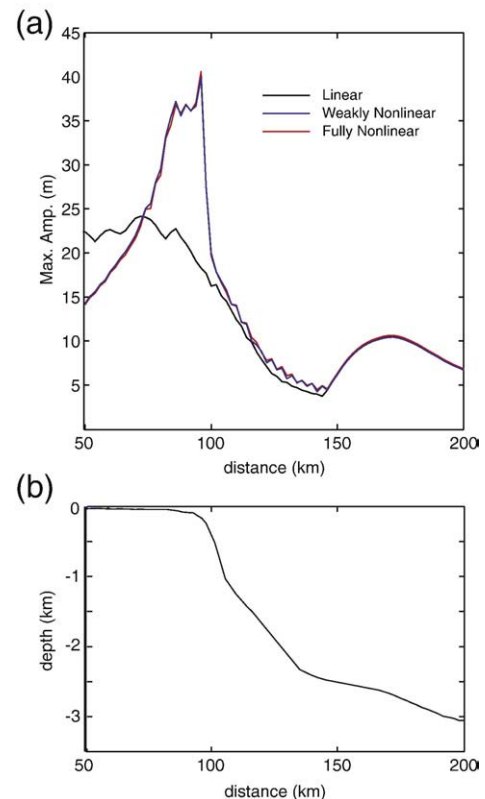 (a)
45
40
35
30
25
20
15
10
5
Max. Amp. (m)
Linear
Weakly Nonlinear
Fully Nonlinear
50
100
150
200
distance (km)
(b)
0
-1
-2
-3
depth (km)
50
100
150
200
distance (km)